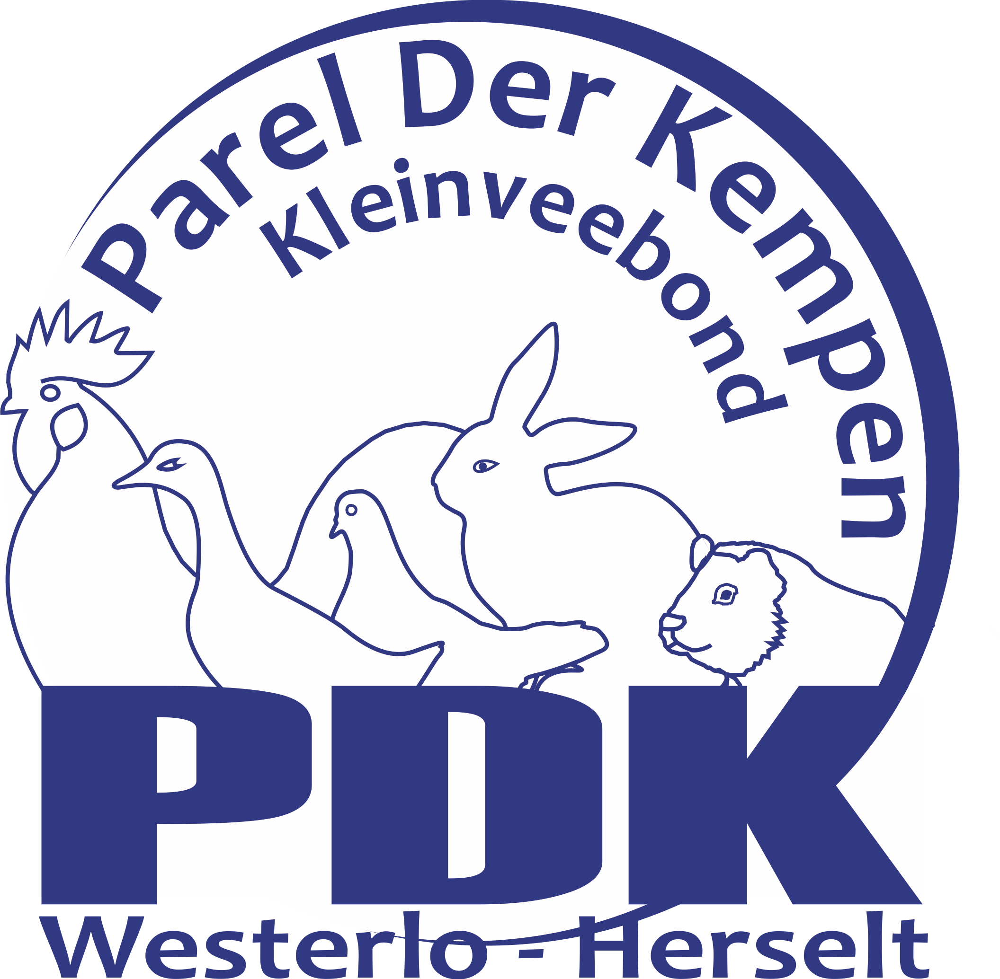 Parel Der Kempen
Kleinveebond
PDK
Westerlo - Herselt